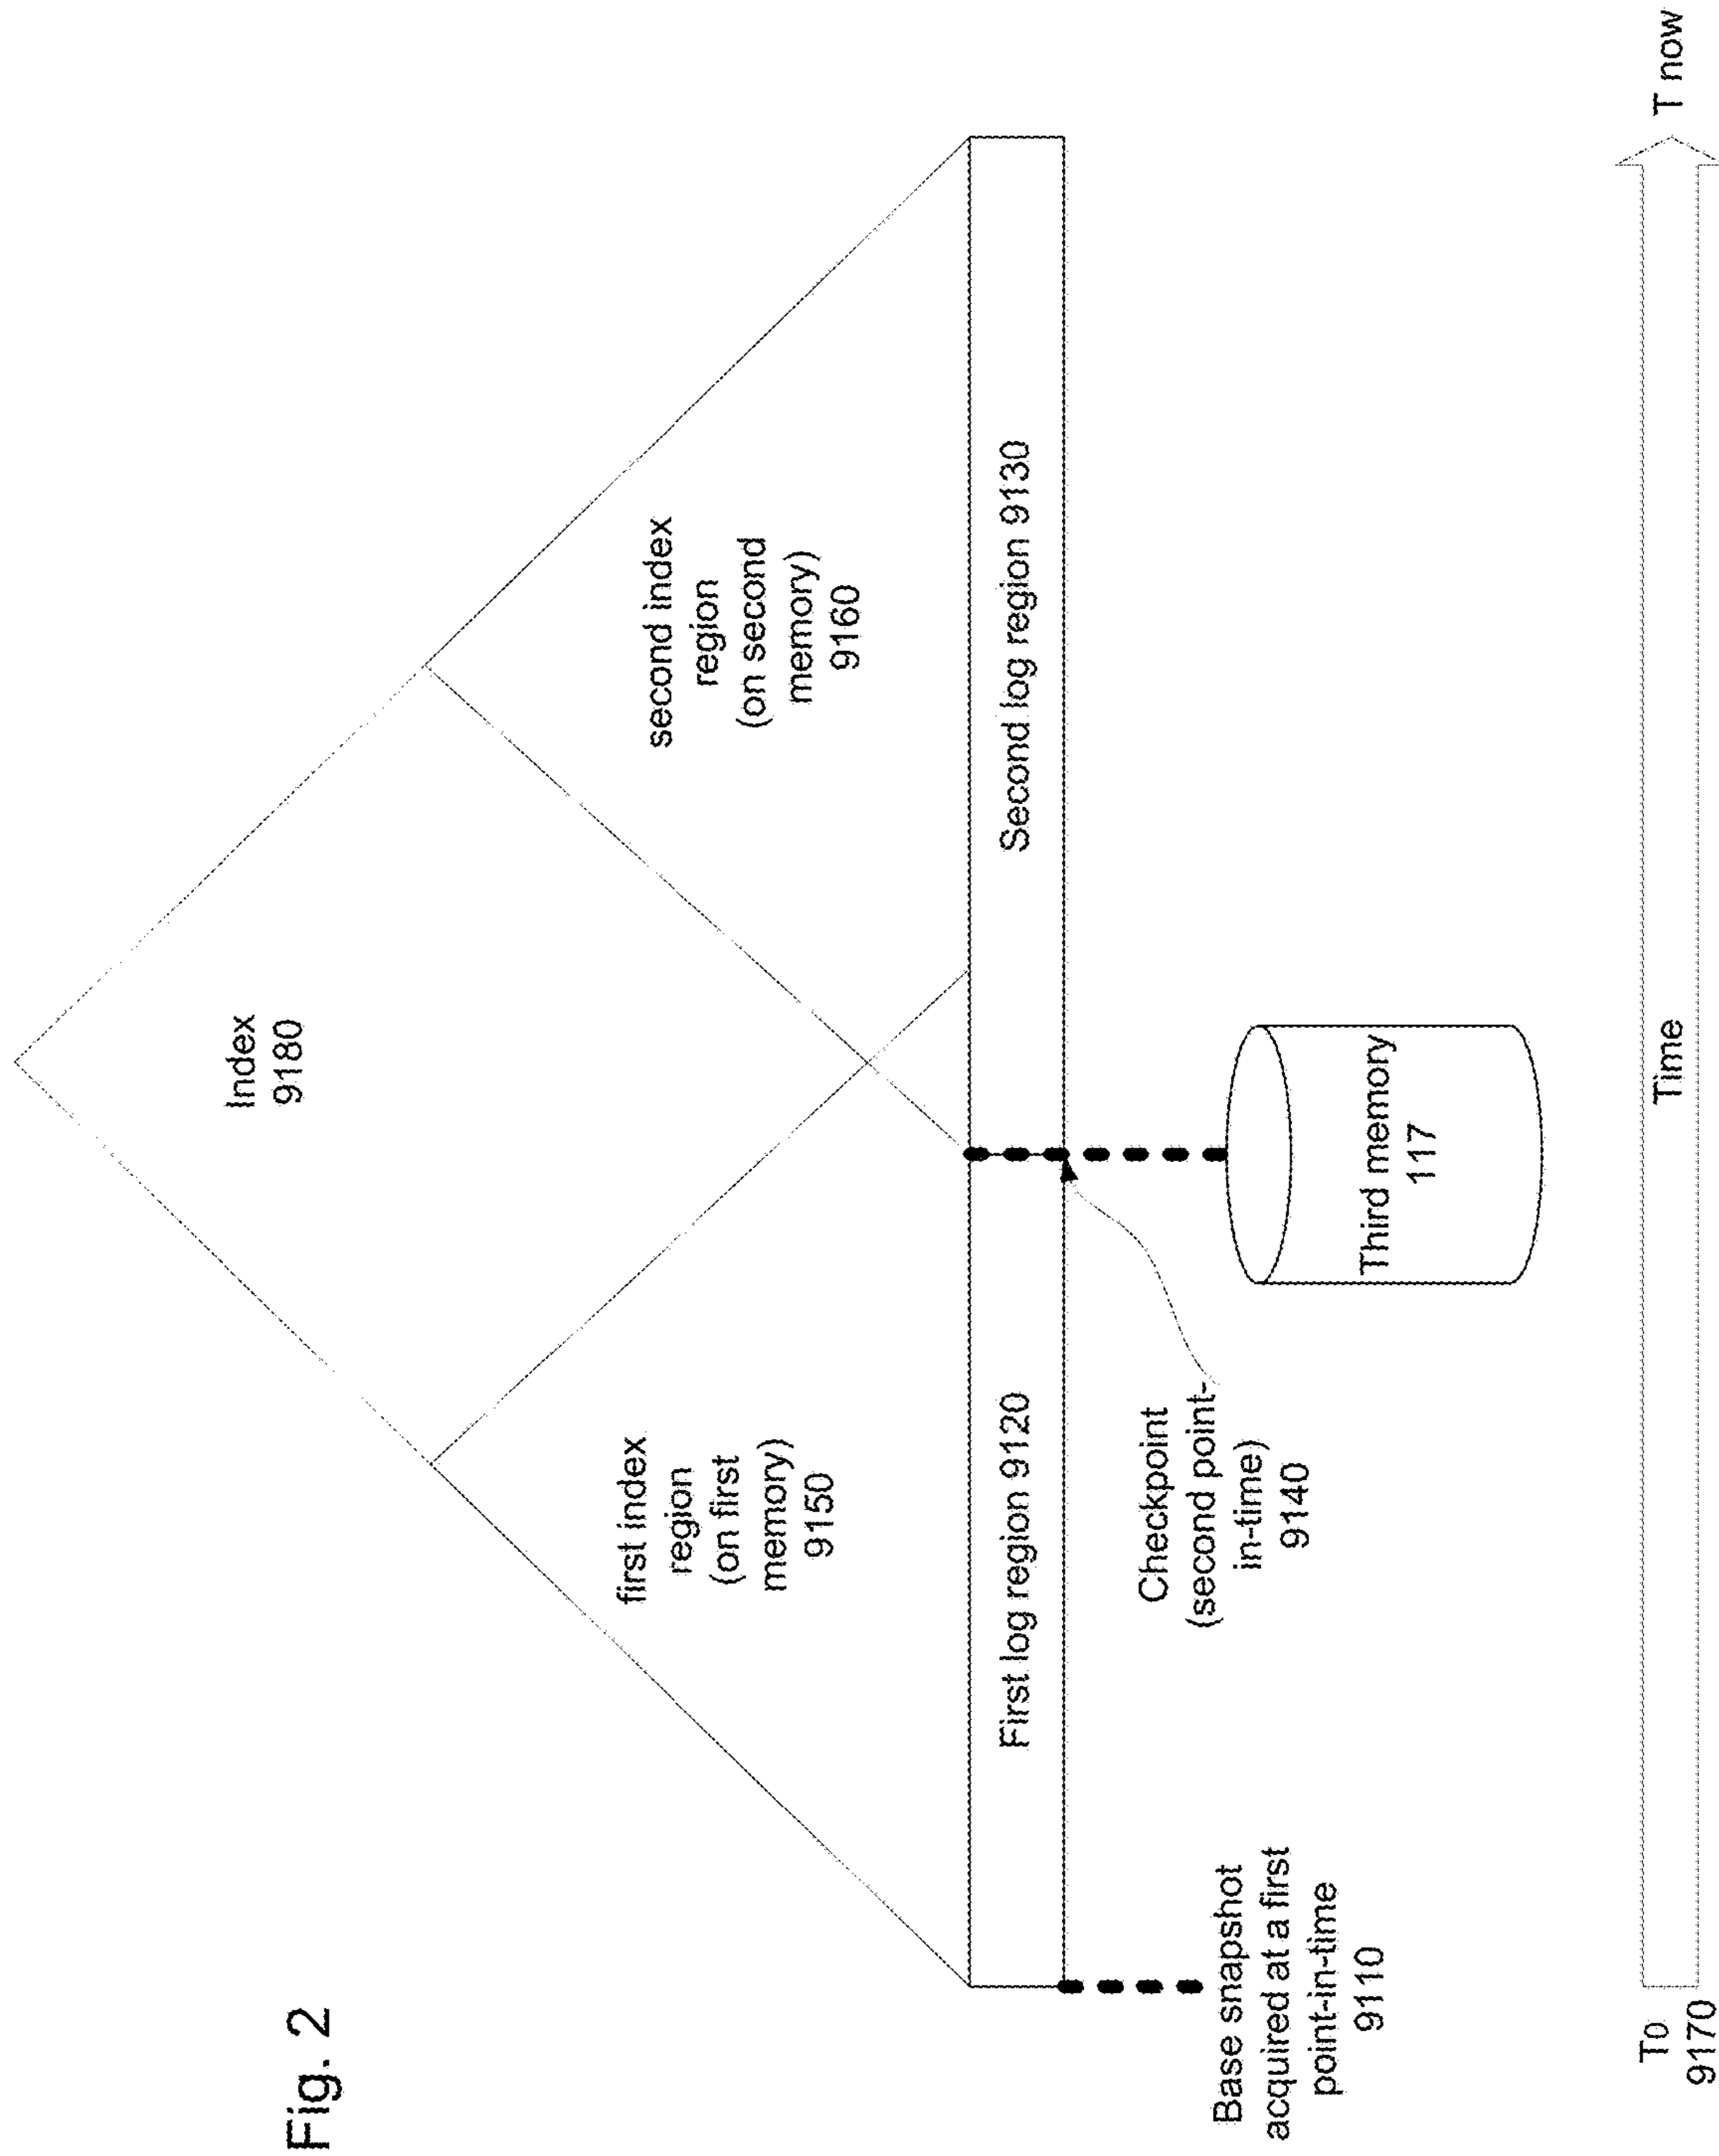 Fig. 2
Index
9180
first index
region
(on first
memory)
9150
second index
region
(on second
memory)
9160
First log region 9120
Second log region 9130
Checkpoint
(second point-
in-time)
9140
Third memory
117
Base snapshot
acquired at a first
point-in-time
9110
T0
9170
Time
T now